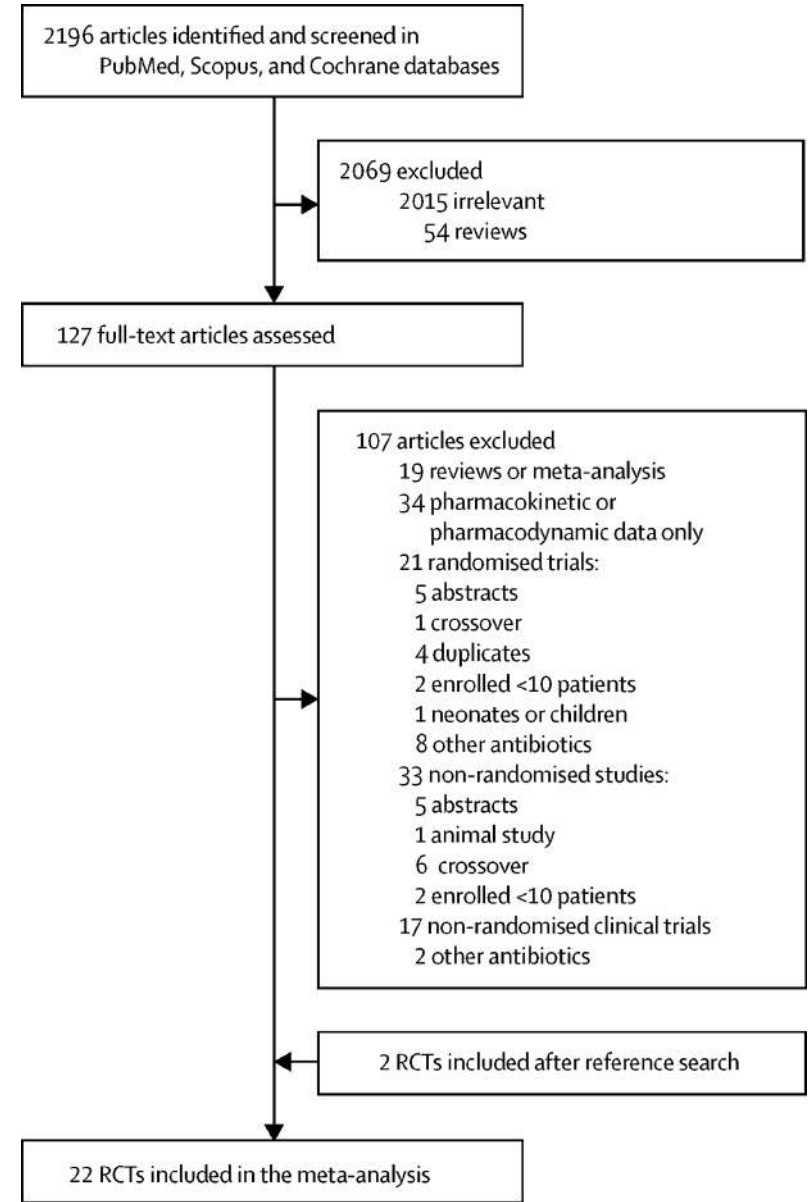 2196 articles identified and screened in
PubMed, Scopus, and Cochrane databases
2069 excluded
2015 irrelevant
54 reviews
127 full-text articles assessed
107 articles excluded
19 reviews or meta-analysis
34 pharmacokinetic or
pharmacodynamic data only
21 randomised trials:
5 abstracts
1 crossover
4 duplicates
2 enrolled <10 patients
1 neonates or children
8 other antibiotics
33 non-randomised studies:
5 abstracts
1 animal study
6 crossover
2 enrolled <10 patients
17 non-randomised clinical trials
2 other antibiotics
2 RCTs included after reference search
22 RCTs included in the meta-analysis